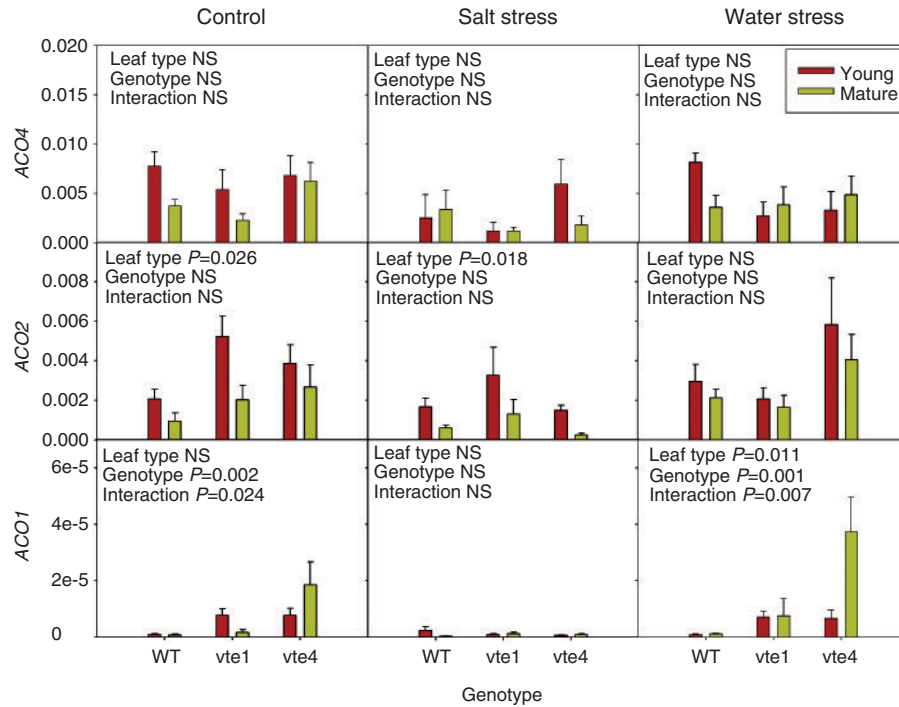 Control
Salt stress
Water stress
ACO4
0.020
0.015
0.010
0.005
0.000
Leaf type NS
Genotype NS
Interaction NS
Leaf type NS
Genotype NS
Interaction NS
Leaf type NS
Genotype NS
Interaction NS
Young
Mature
ACO2
0.008
0.006
0.004
0.002
0.000
Leaf type P=0.026
Genotype NS
Interaction NS
Leaf type P=0.018
Genotype NS
Interaction NS
Leaf type NS
Genotype NS
Interaction NS
ACO1
6e-5
4e-5
2e-5
0
Leaf type NS
Genotype P=0.002
Interaction P=0.024
Leaf type NS
Genotype NS
Interaction NS
Leaf type P=0.011
Genotype P=0.001
Interaction P=0.007
WT vte1 vte4
WT vte1 vte4
WT vte1 vte4
Genotype